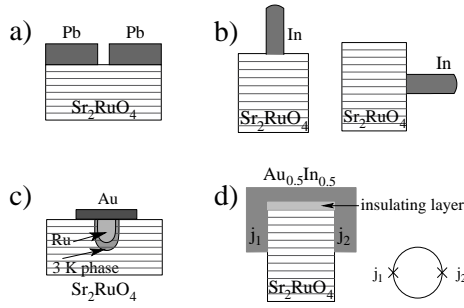 a) Pb Pb
Sr2RuO4
b) In
Sr2RuO4
In
Sr2RuO4
c) Au
Ru
3 K phase
Sr2RuO4
d) Au0.5In0.5
insulating layer
j1 j2
Sr2RuO4
j1 j2